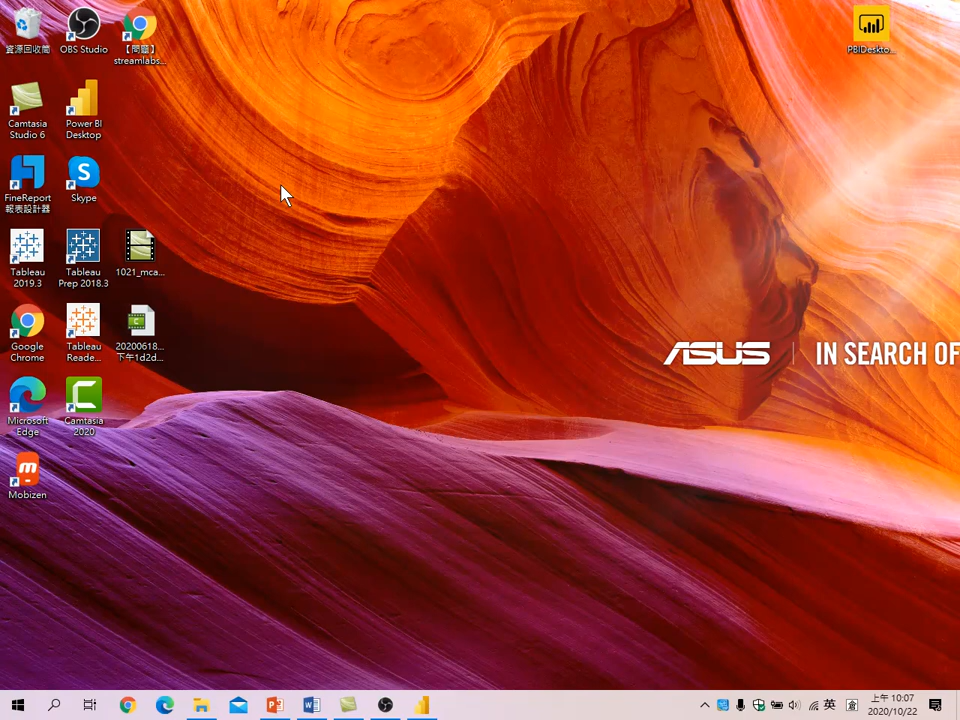 資源回收筒
OBS Studio
【問題】
streamlabs...
PBIDeskto...
Camtasia
Studio 6
Power BI
Desktop
FineReport
報表設計器
Skype
Tableau
2019.3
Tableau
Prep 2018.3
1021_mca...
Google
Chrome
Tableau
Reade...
20200618...
下午1d2d...
ASUS
IN SEARCH OF
Microsoft
Edge
Camtasia
2020
Mobizen
英
倉
上午 10:07
2020/10/22